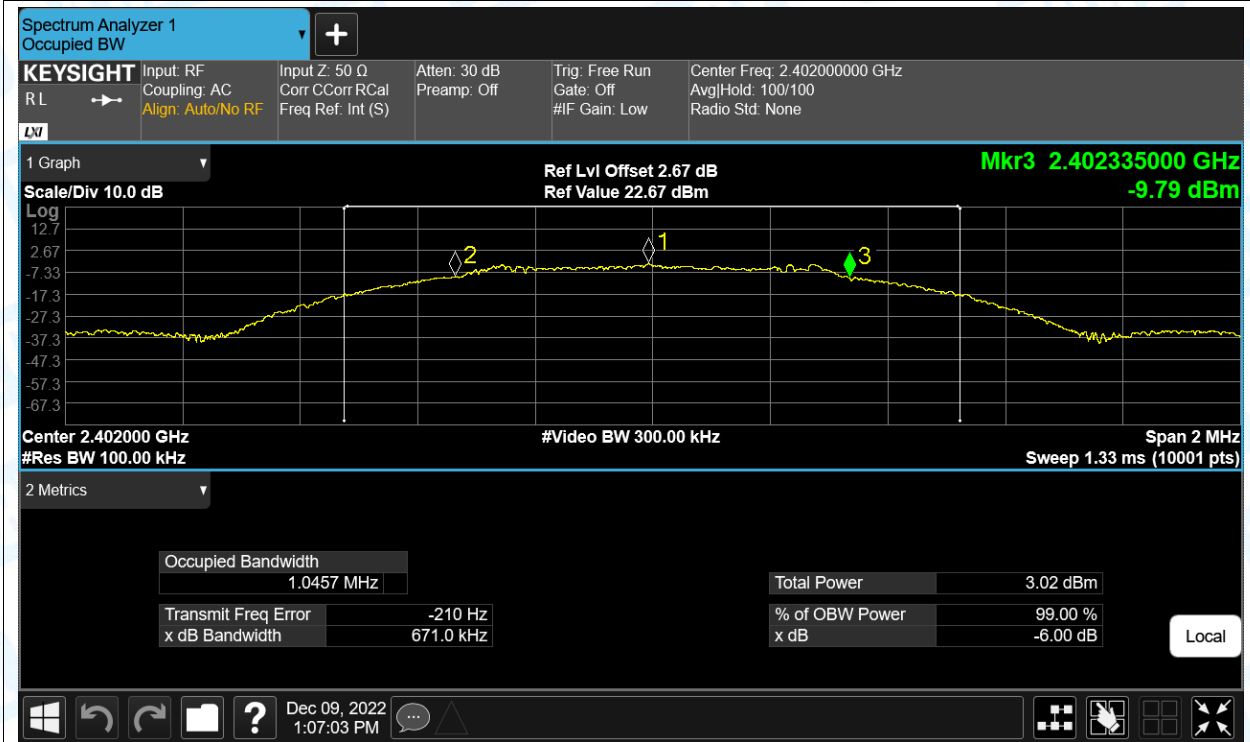 Spectrum Analyzer 1
Occupied BW
KEYSIGHT
R L
LXI
Input: RF
Coupling: AC
Align: Auto/No RF
Input Z: 50 Ω
Corr CCorr RCal
Freq Ref: Int (S)
Atten: 30 dB
Preamp: Off
Trig: Free Run
Gate: Off
#IF Gain: Low
Center Freq: 2.402000000 GHz
Avg|Hold: 100/100
Radio Std: None
1 Graph
Scale/Div 10.0 dB
Ref Lvl Offset 2.67 dB
Ref Value 22.67 dBm
Mkr3 2.402335000 GHz
-9.79 dBm
Log
12.7
2.67
-7.33
-17.3
-27.3
-37.3
-47.3
-57.3
-67.3
2
1
3
Center 2.402000 GHz
#Res BW 100.00 kHz
#Video BW 300.00 kHz
Span 2 MHz
Sweep 1.33 ms (10001 pts)
2 Metrics
Occupied Bandwidth
1.0457 MHz
Transmit Freq Error -210 Hz
x dB Bandwidth 671.0 kHz
Total Power 3.02 dBm
% of OBW Power 99.00 %
x dB -6.00 dB
Local
Dec 09, 2022
1:07:03 PM